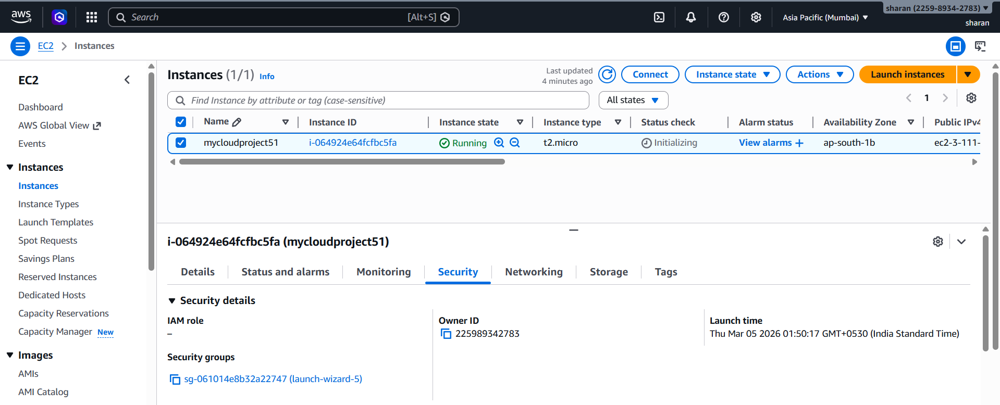 aws
Search [Alt+S]
Asia Pacific (Mumbai)
sharan (2259-8934-2783)
sharan
EC2 Instances
EC2
Dashboard
AWS Global View
Events
Instances
Instances
Instance Types
Launch Templates
Spot Requests
Savings Plans
Reserved Instances
Dedicated Hosts
Capacity Reservations
Capacity Manager New
Images
AMIs
AMI Catalog
Instances (1/1) Info
Last updated
4 minutes ago
Connect Instance state Actions Launch instances
Find Instance by attribute or tag (case-sensitive) All states 1
Name Instance ID Instance state Instance type Status check Alarm status Availability Zone Public IPv4
mycloudproject51 i-064924e64fcfbc5fa Running t2.micro Initializing View alarms + ap-south-1b ec2-3-111-
i-064924e64fcfbc5fa (mycloudproject51)
Details Status and alarms Monitoring Security Networking Storage Tags
Security details
IAM role Owner ID Launch time
– 225989342783 Thu Mar 05 2026 01:50:17 GMT+0530 (India Standard Time)
Security groups
sg-061014e8b32a22747 (launch-wizard-5)